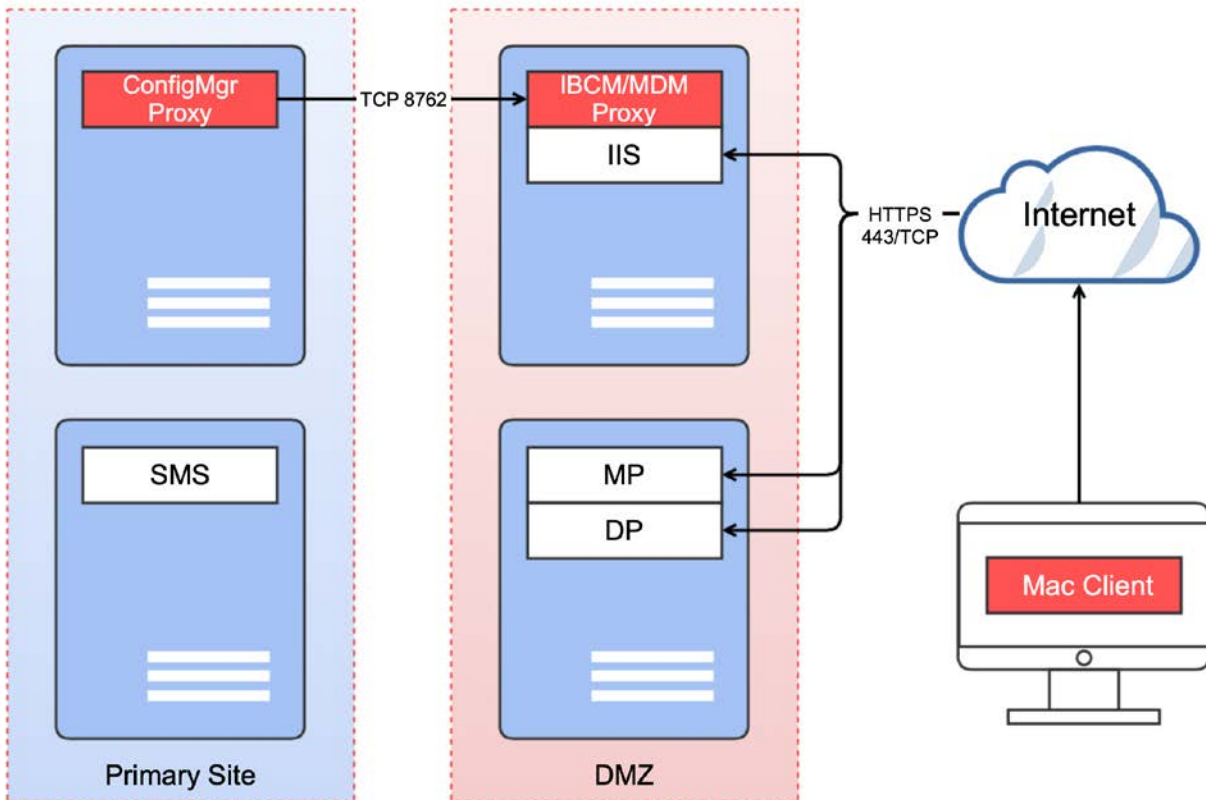 ConfigMgr
Proxy
TCP 8762
IBCM/MDM
Proxy
IIS
HTTPS
443/TCP
Internet
SMS
MP
DP
Mac Client
Primary Site
DMZ